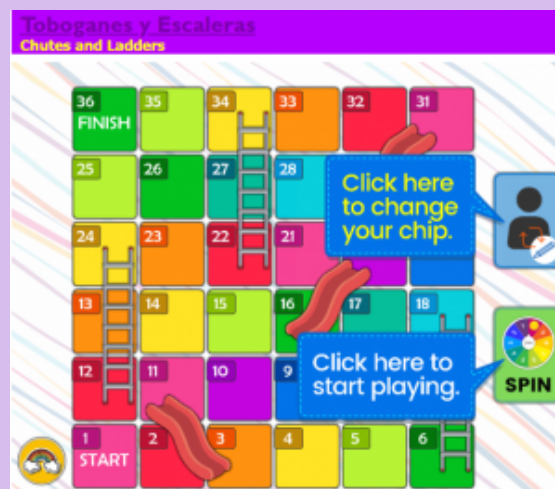 Toboganes y Escaleras
Chutes and Ladders
36 35 34 33 32 31
FINISH
25 26 27 28
Click here
to change
your chip.
24 23 22 21
13 14 15 16 17 18
Click here to
start playing.
SPIN
12 11 10 9
1 2 3 4 5 6
START